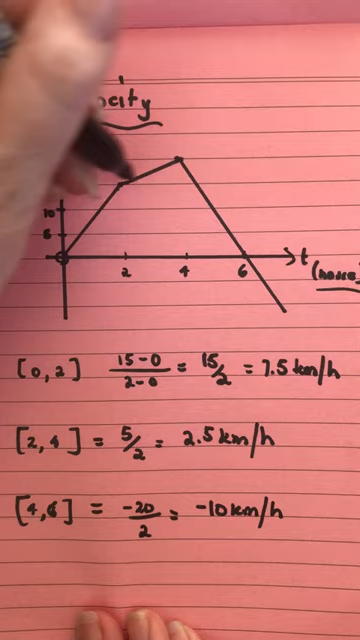 ocity
10
5
2 4 6 t
(hours
[0,2] 15-0/2-0 = 15/2 = 7.5 km/h
[2,4] = 5/2 = 2.5 km/h
[4,6] = -20/2 = -10 km/h